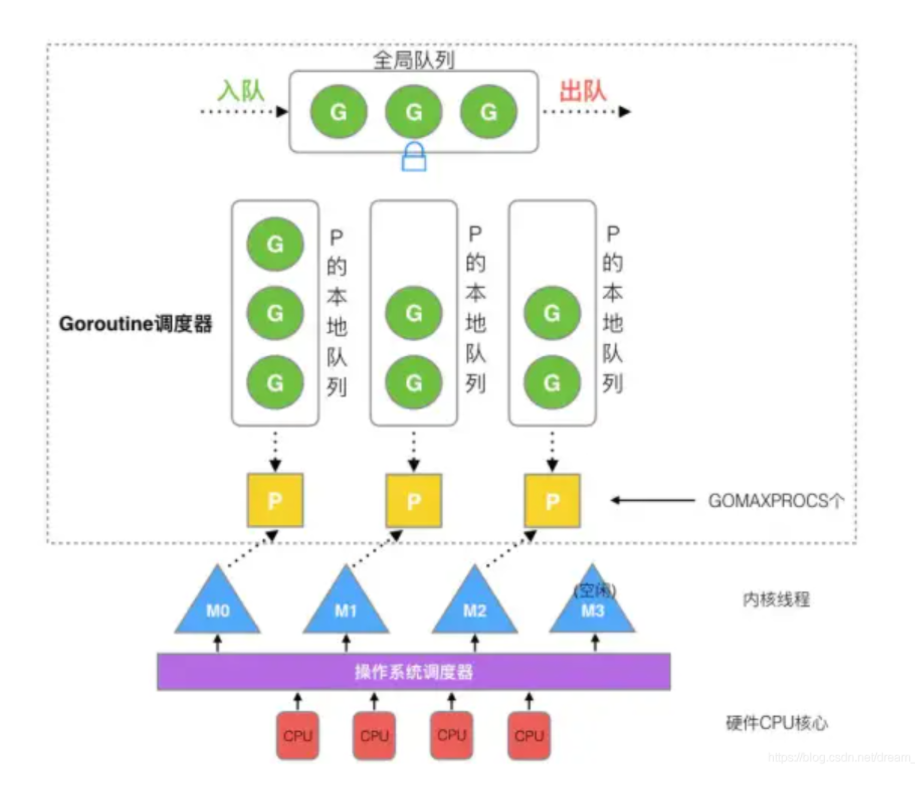 全局队列
入队
出队
G
G
G
G
G
G
G
G
G
G
P的本地队列
P的本地队列
P的本地队列
Goroutine调度器
P
P
P
GOMAXPROCS个
M0
M1
M2
(空闲)
M3
内核线程
操作系统调度器
CPU
CPU
CPU
CPU
硬件CPU核心
https://blog.csdn.net/dream_